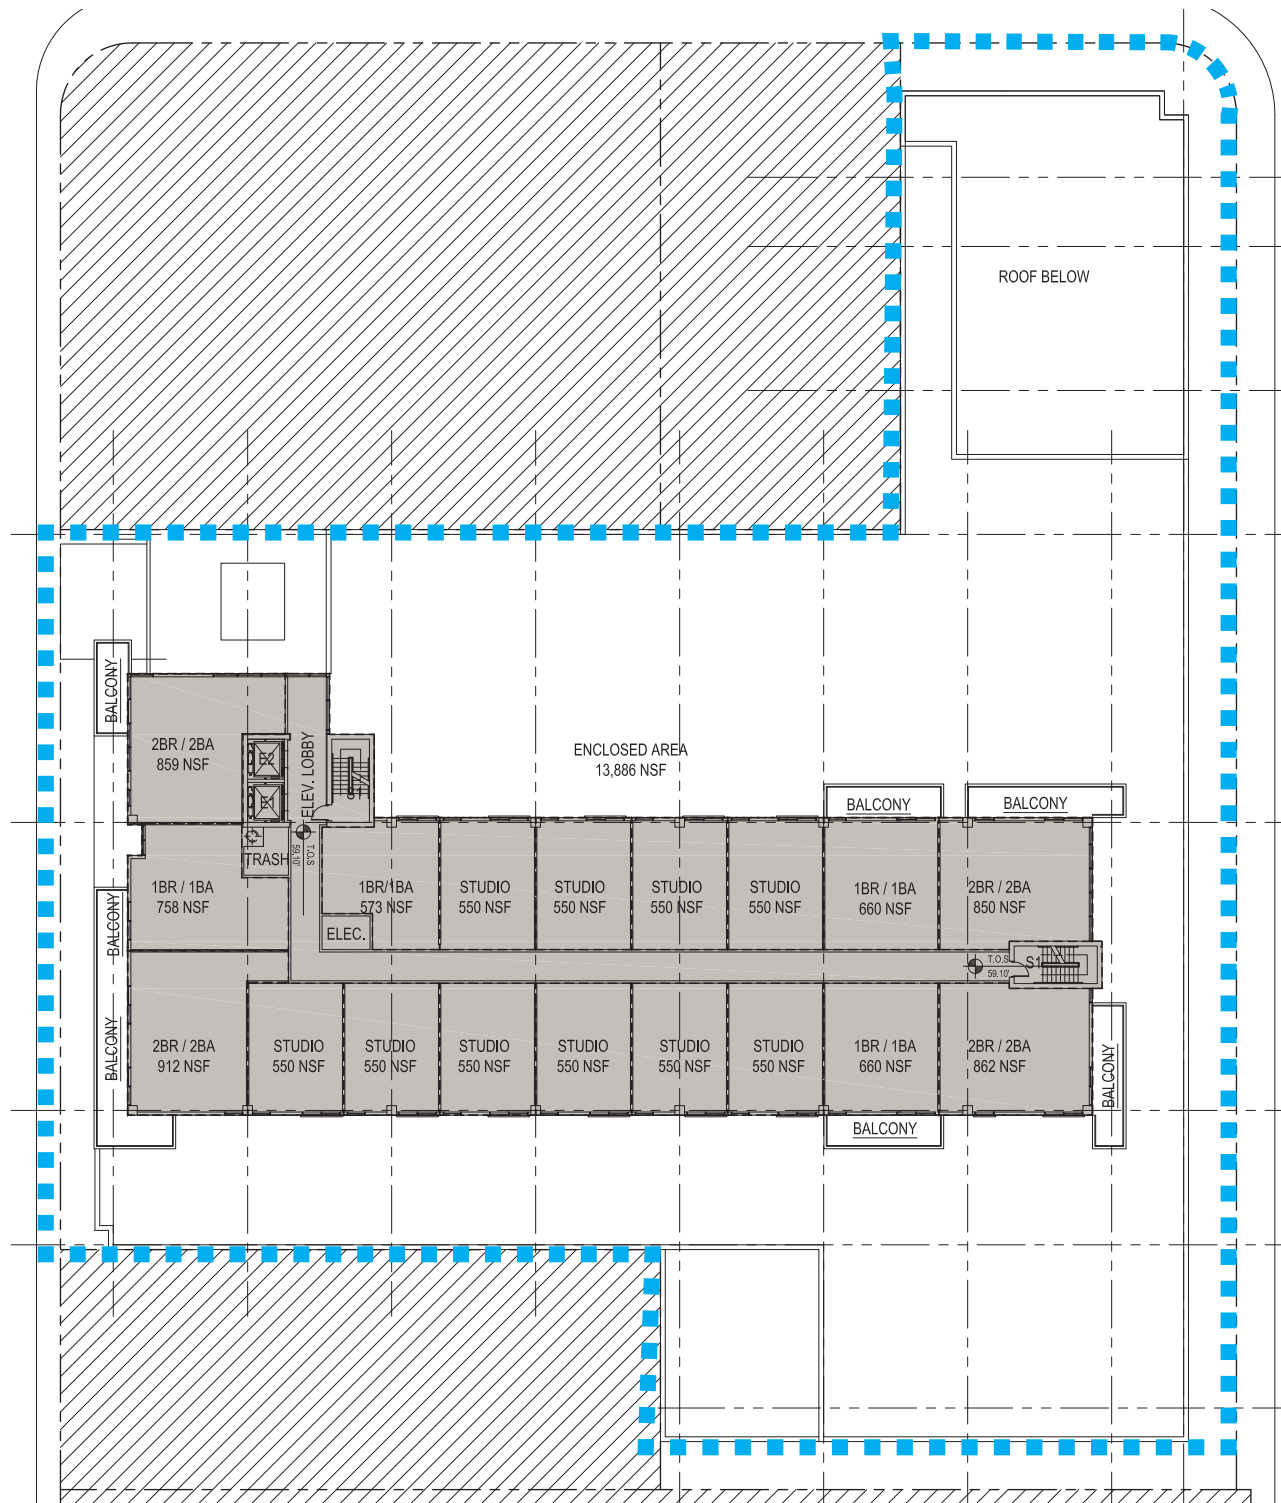 ROOF BELOW
BALCONY
2BR / 2BA
859 NSF
E2
E1
ELEV. LOBBY
ENCLOSED AREA
13,886 NSF
BALCONY
BALCONY
TRASH
T.O.S
59.10'
1BR / 1BA
758 NSF
1BR/1BA
573 NSF
STUDIO
550 NSF
STUDIO
550 NSF
STUDIO
550 NSF
STUDIO
550 NSF
1BR / 1BA
660 NSF
2BR / 2BA
850 NSF
BALCONY
ELEC.
T.O.S
59.10'
S1
BALCONY
2BR / 2BA
912 NSF
STUDIO
550 NSF
STUDIO
550 NSF
STUDIO
550 NSF
STUDIO
550 NSF
STUDIO
550 NSF
STUDIO
550 NSF
1BR / 1BA
660 NSF
2BR / 2BA
862 NSF
BALCONY
BALCONY